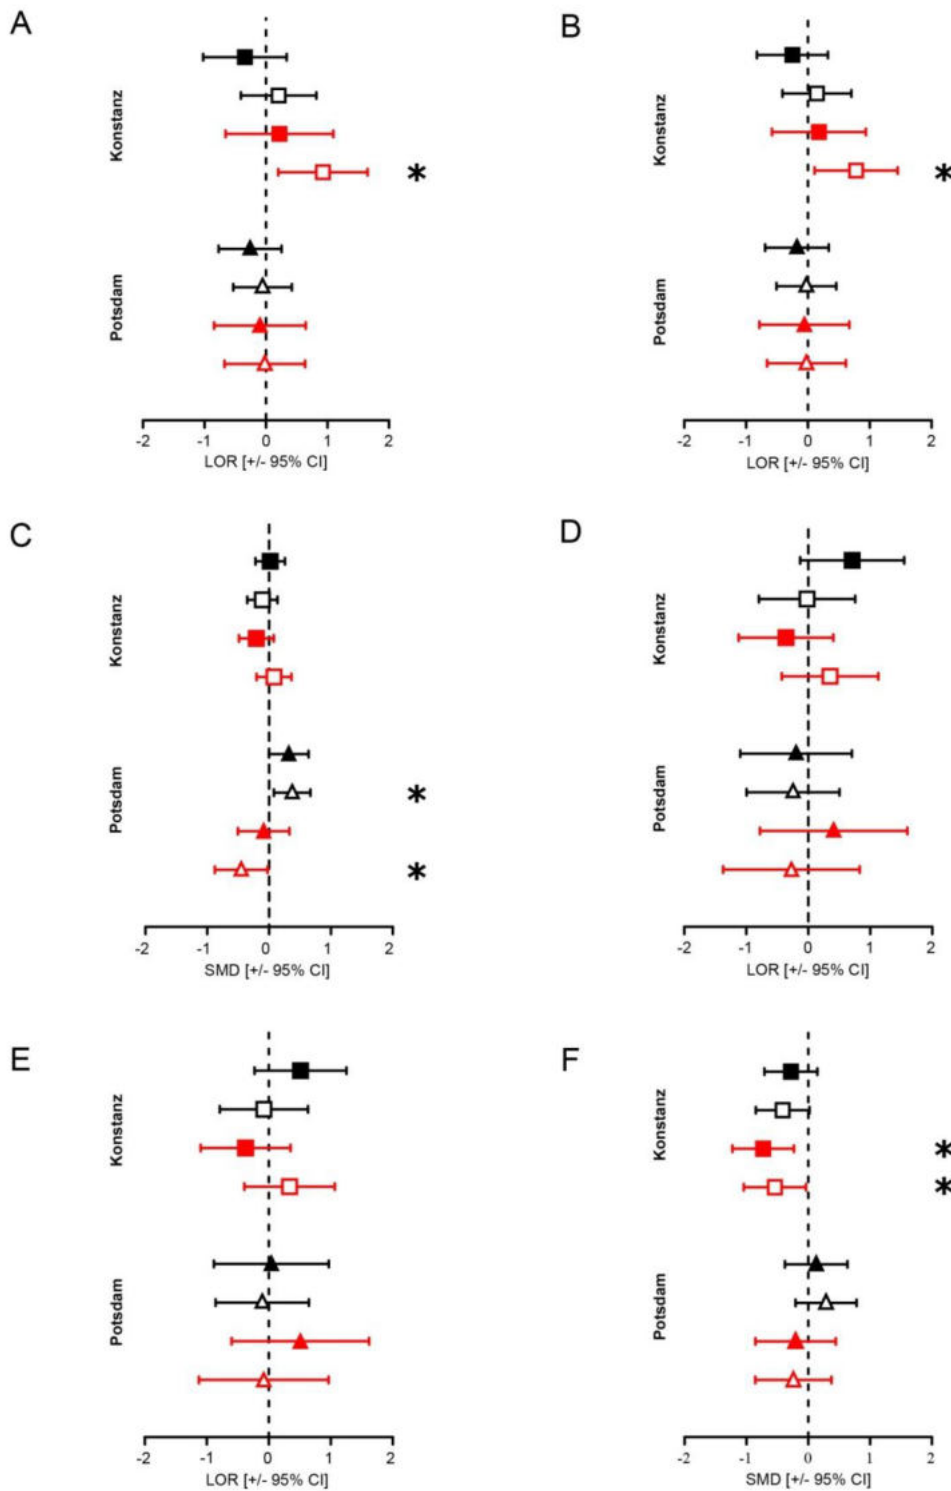 A
Konstanz
*
Potsdam
-2 -1 0 1 2
LOR [+/- 95% CI]
B
Konstanz
*
Potsdam
-2 -1 0 1 2
LOR [+/- 95% CI]
C
Konstanz
Potsdam
*
*
-2 -1 0 1 2
SMD [+/- 95% CI]
D
Konstanz
Potsdam
-2 -1 0 1 2
LOR [+/- 95% CI]
E
Konstanz
Potsdam
-2 -1 0 1 2
LOR [+/- 95% CI]
F
Konstanz
*
*
Potsdam
-2 -1 0 1 2
SMD [+/- 95% CI]